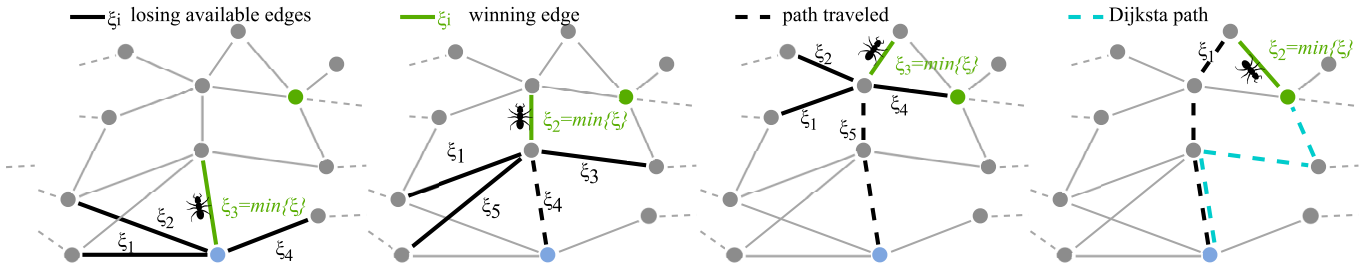 ξi losing available edges ξi winning edge path traveled Dijksta path
ξ2 ξ1 ξ2=min{ξ}
ξ3=min{ξ}
ξ4
ξ2=min{ξ} ξ1 ξ5
ξ1
ξ3
ξ3=min{ξ} ξ4
ξ2 ξ5
ξ1 ξ4